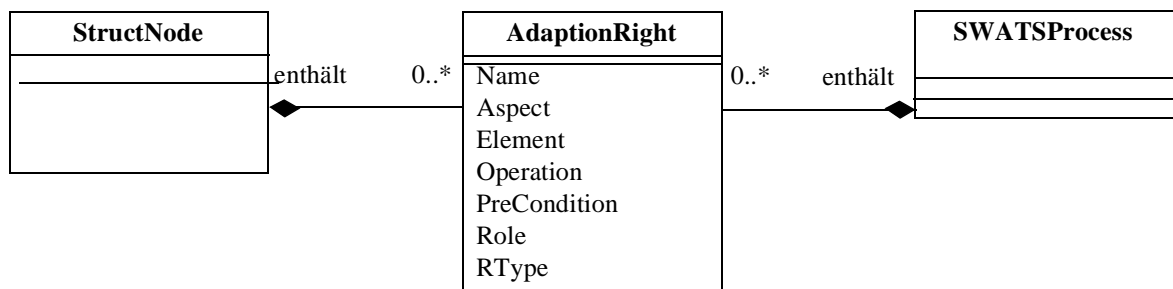 StructNode
enthält
0..*
AdaptionRight
Name
Aspect
Element
Operation
PreCondition
Role
RType
0..*
enthält
SWATSProcess